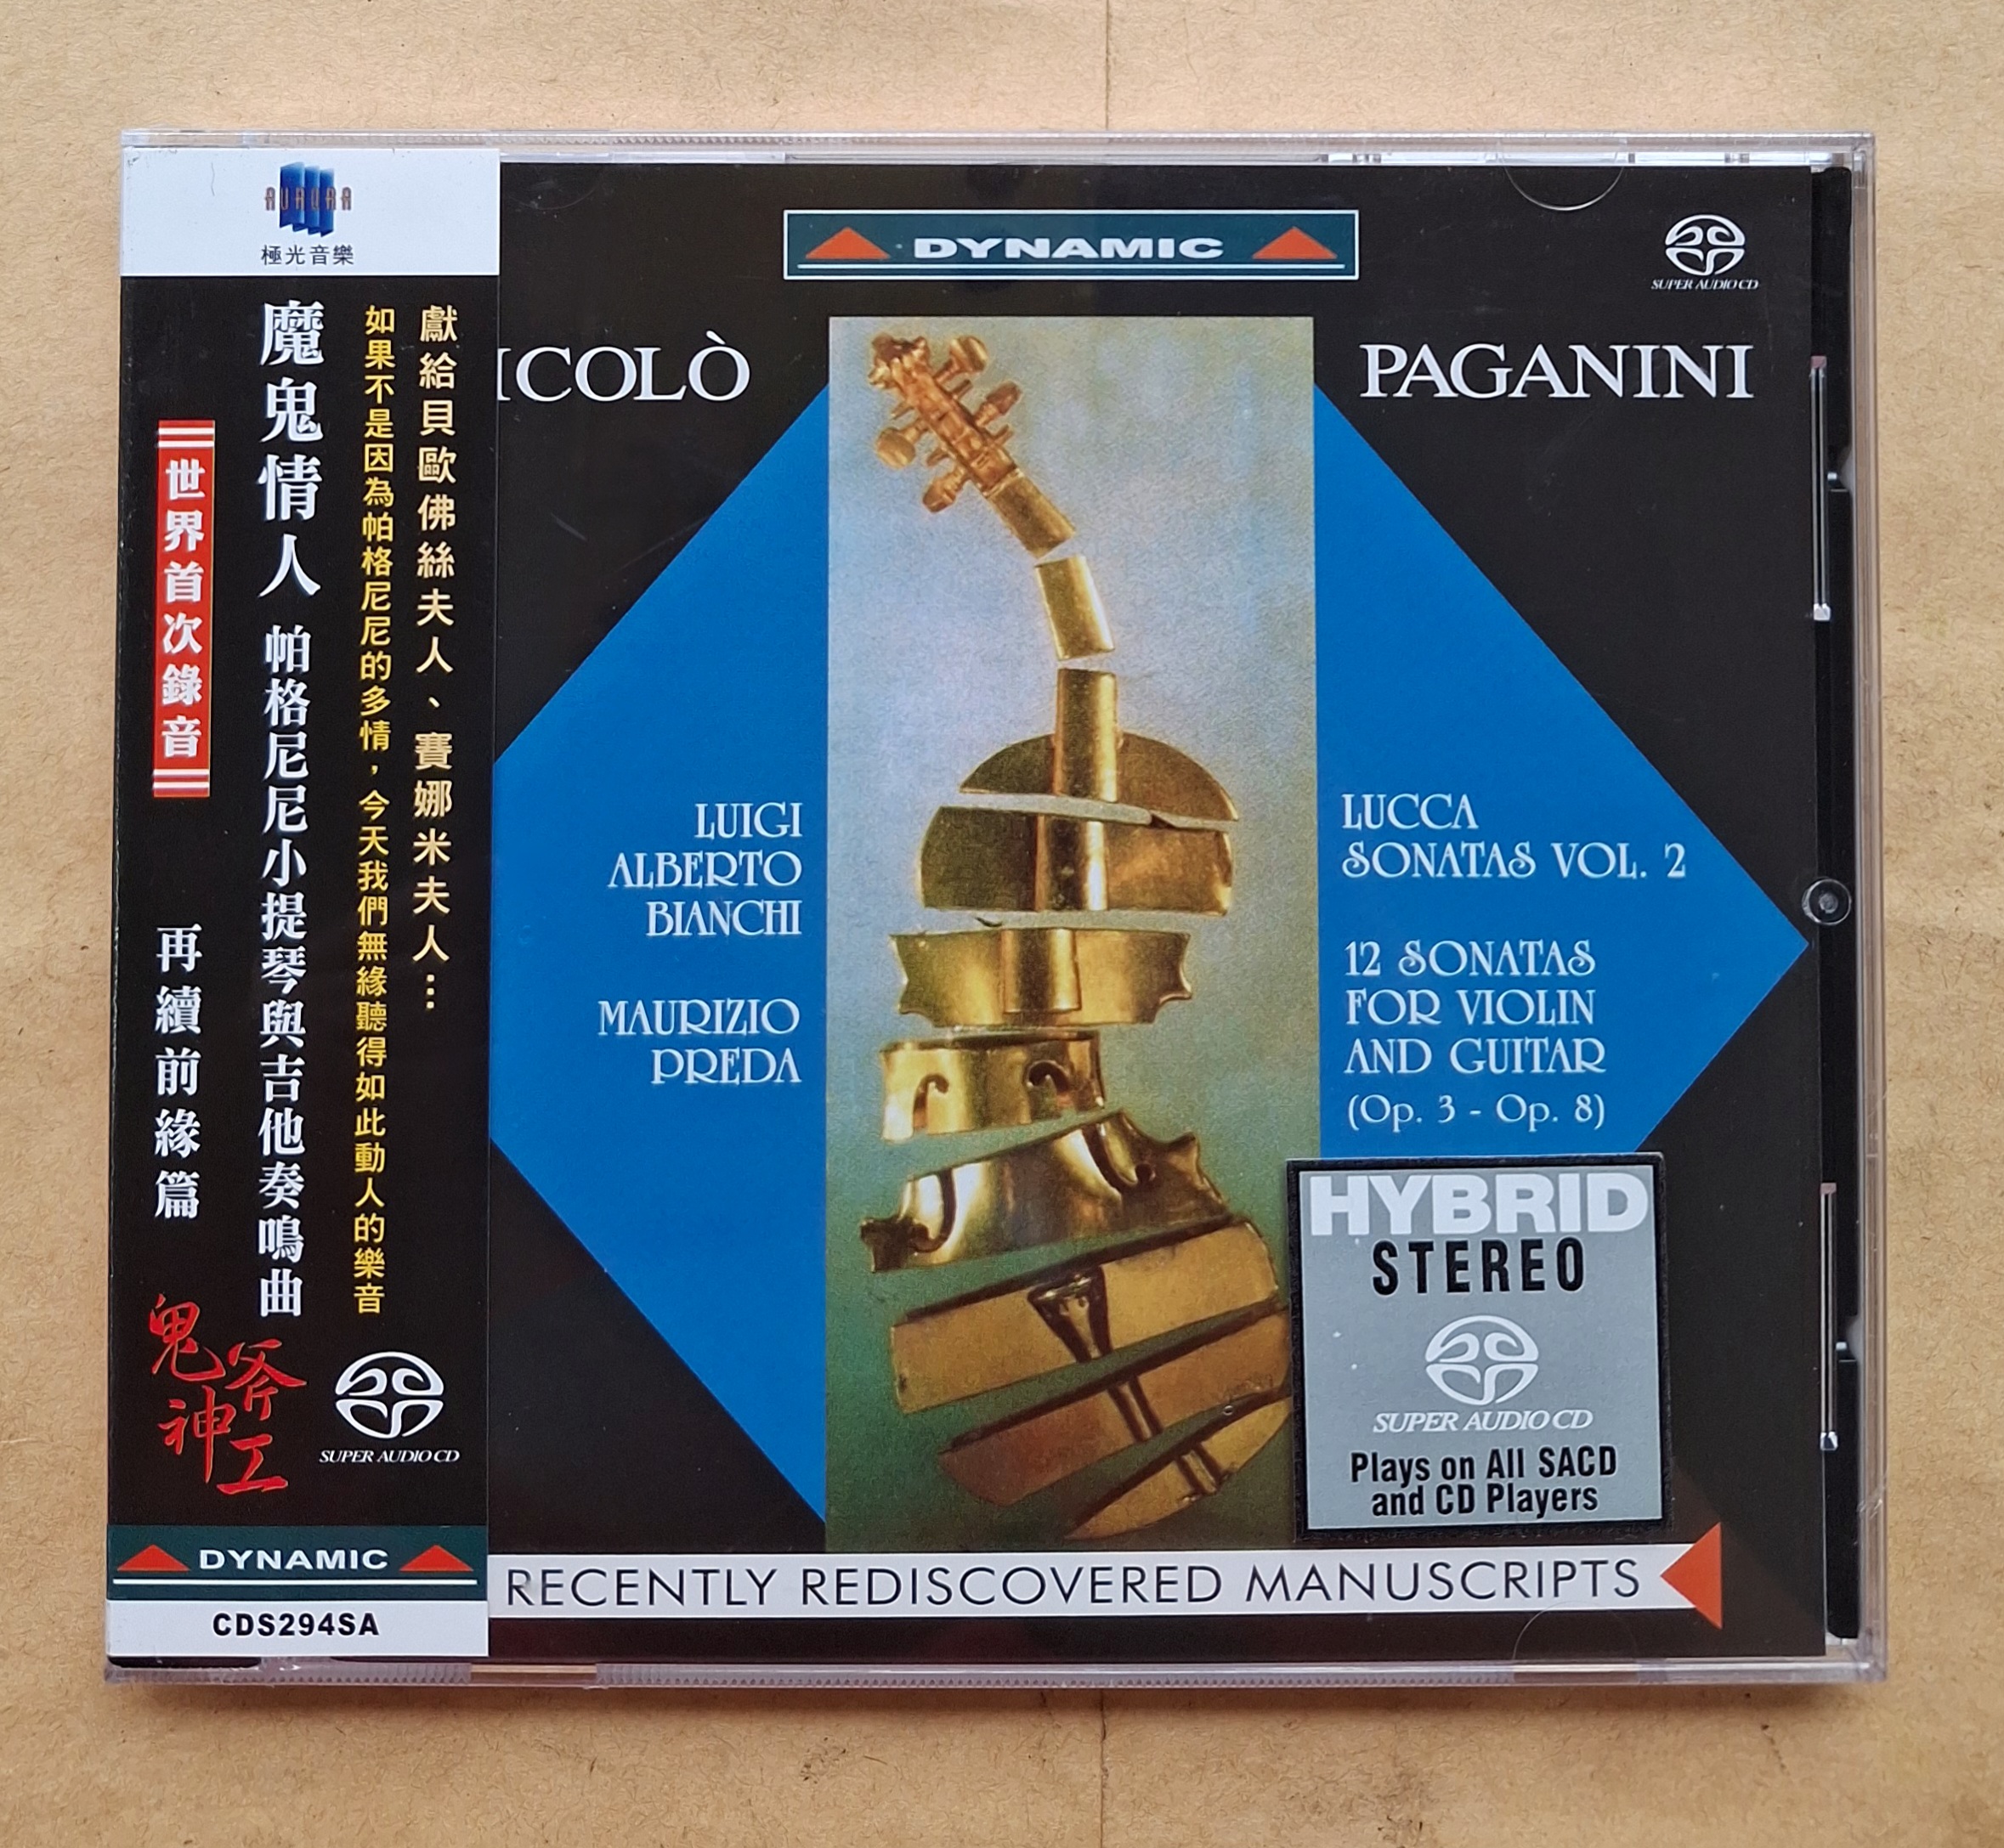 AURORA
極光音樂
獻給貝歐佛絲夫人、賽娜米夫人…
如果不是因為帕格尼尼的多情，今天我們無緣聽得如此動人的樂音
魔鬼情人 帕格尼尼小提琴與吉他奏鳴曲
世界首次錄音
再續前緣篇
鬼斧神工
SUPER AUDIO CD
DYNAMIC
CDS294SA
DYNAMIC
SUPER AUDIO CD
ICOLÒ PAGANINI
LUIGI
ALBERTO
BIANCHI
MAURIZIO
PREDA
LUCCA
SONATAS VOL. 2
12 SONATAS
FOR VIOLIN
AND GUITAR
(Op. 3 - Op. 8)
HYBRID
STEREO
SUPER AUDIO CD
Plays on All SACD
and CD Players
RECENTLY REDISCOVERED MANUSCRIPTS